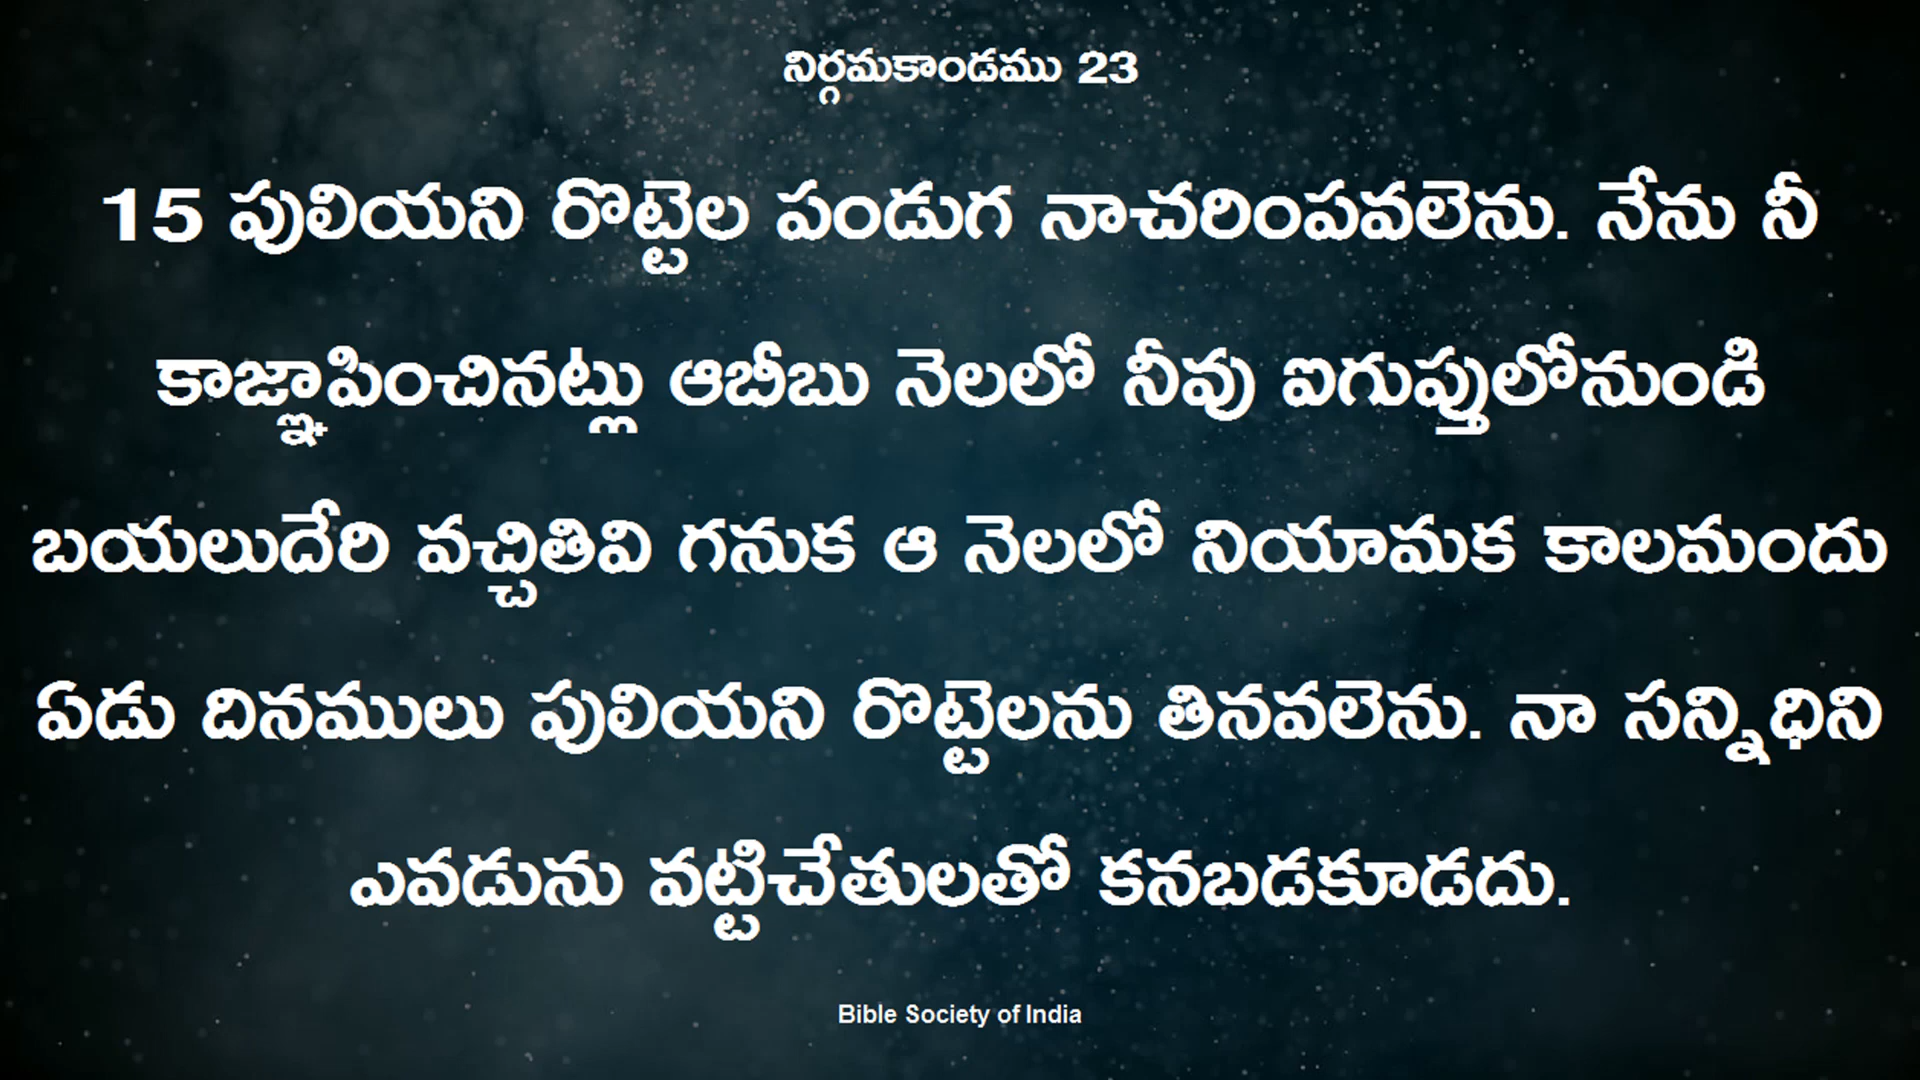 నిర్గమకాండము 23
15 పులియని రొట్టెల పండుగ నాచరింపవలెను. నేను నీ
కాజ్ఞాపించినట్లు ఆబీబు నెలలో నీవు ఐగుప్తులోనుండి
బయలుదేరి వచ్చితివి గనుక ఆ నెలలో నియామక కాలమందు
ఏడు దినములు పులియని రొట్టెలను తినవలెను. నా సన్నిధిని
ఎవడును వట్టిచేతులతో కనబడకూడదు.
Bible Society of India